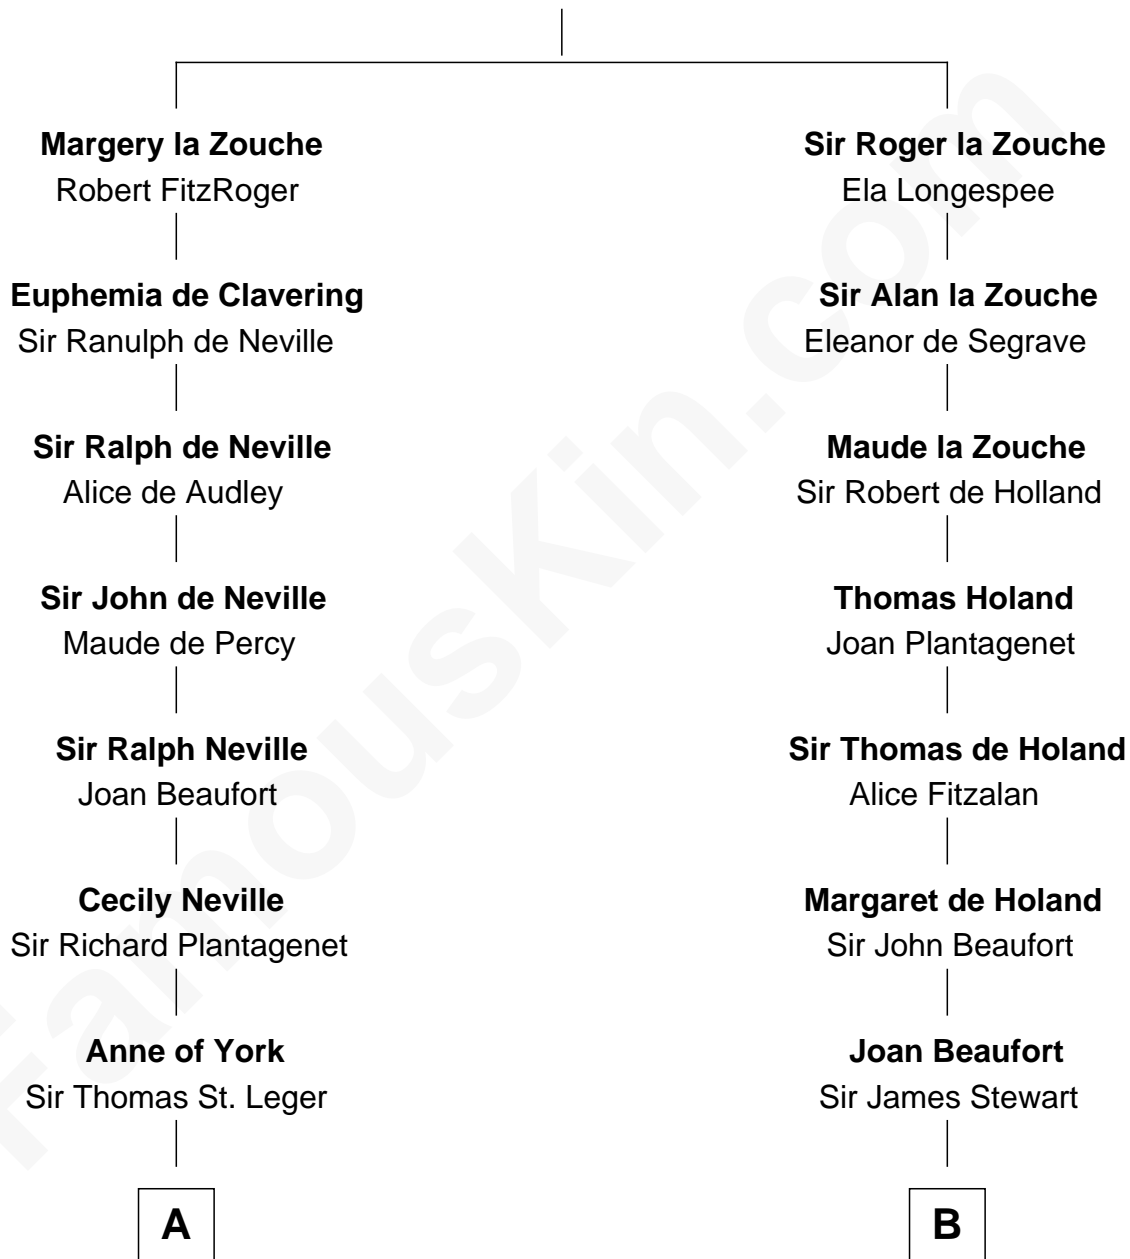 Margery la Zouche
Robert FitzRoger
Euphemia de Clavering
Sir Ranulph de Neville
Sir Ralph de Neville
Alice de Audley
Sir John de Neville
Maude de Percy
Sir Ralph Neville
Joan Beaufort
Cecily Neville
Sir Richard Plantagenet
Anne of York
Sir Thomas St. Leger
A
Sir Roger la Zouche
Ela Longespee
Sir Alan la Zouche
Eleanor de Segrave
Maude la Zouche
Sir Robert de Holland
Thomas Holand
Joan Plantagenet
Sir Thomas de Holand
Alice Fitzalan
Margaret de Holand
Sir John Beaufort
Joan Beaufort
Sir James Stewart
B
FamousKin.com